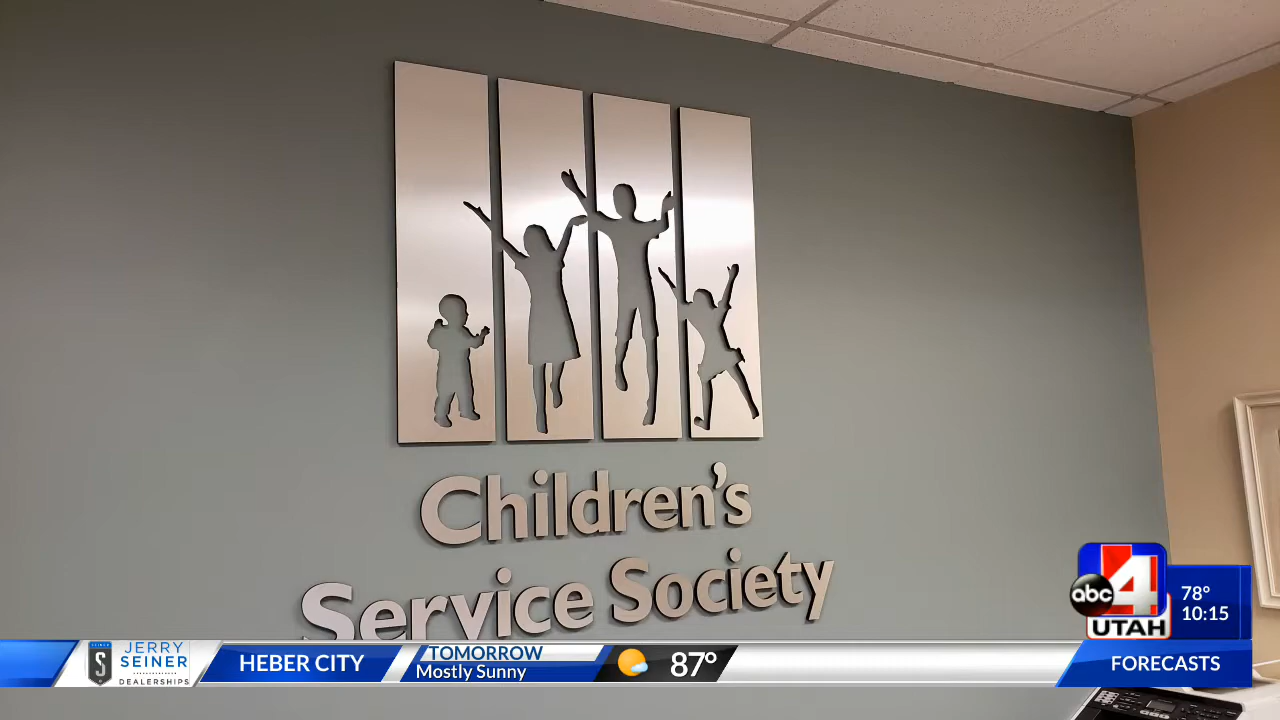 Children's
Service Society
abc
4
UTAH
78°
10:15
SEINER
S
JERRY
SEINER
DEALERSHIPS
HEBER CITY
TOMORROW
Mostly Sunny
87°
FORECASTS